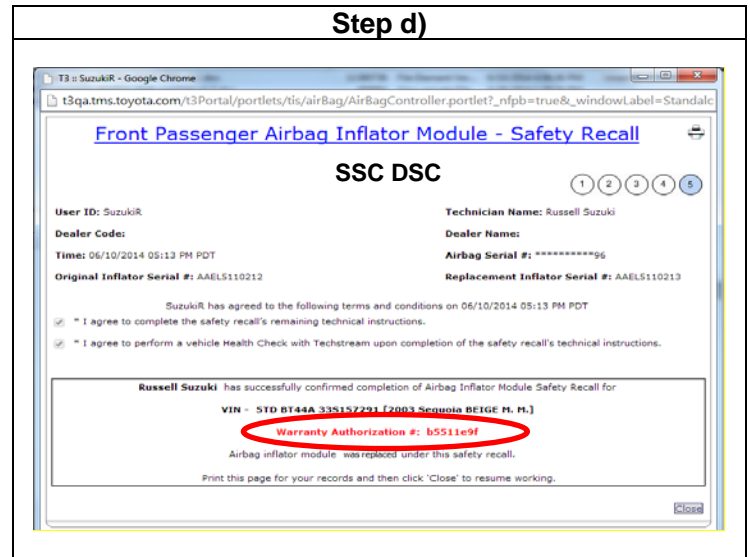 Step d)
T3 :: SuzukiR - Google Chrome
t3qa.tms.toyota.com/t3Portal/portlets/tis/airBag/AirBagController.portlet?_nfpb=true&_windowLabel=Standalc
Front Passenger Airbag Inflator Module - Safety Recall
SSC DSC
1 2 3 4 5
User ID: SuzukiR Technician Name: Russell Suzuki
Dealer Code: Dealer Name:
Time: 06/10/2014 05:13 PM PDT Airbag Serial #: **********96
Original Inflator Serial #: AAEL5110212 Replacement Inflator Serial #: AAEL5110213
SuzukiR has agreed to the following terms and conditions on 06/10/2014 05:13 PM PDT
* I agree to complete the safety recall's remaining technical instructions.
* I agree to perform a vehicle Health Check with Techstream upon completion of the safety recall's technical instructions.
Russell Suzuki has successfully confirmed completion of Airbag Inflator Module Safety Recall for
VIN - 5TD BT44A 33S157291 [2003 Sequoia BEIGE M. M.]
Warranty Authorization #: b5511e9f
Airbag inflator module was replaced under this safety recall.
Print this page for your records and then click 'Close' to resume working.
Close